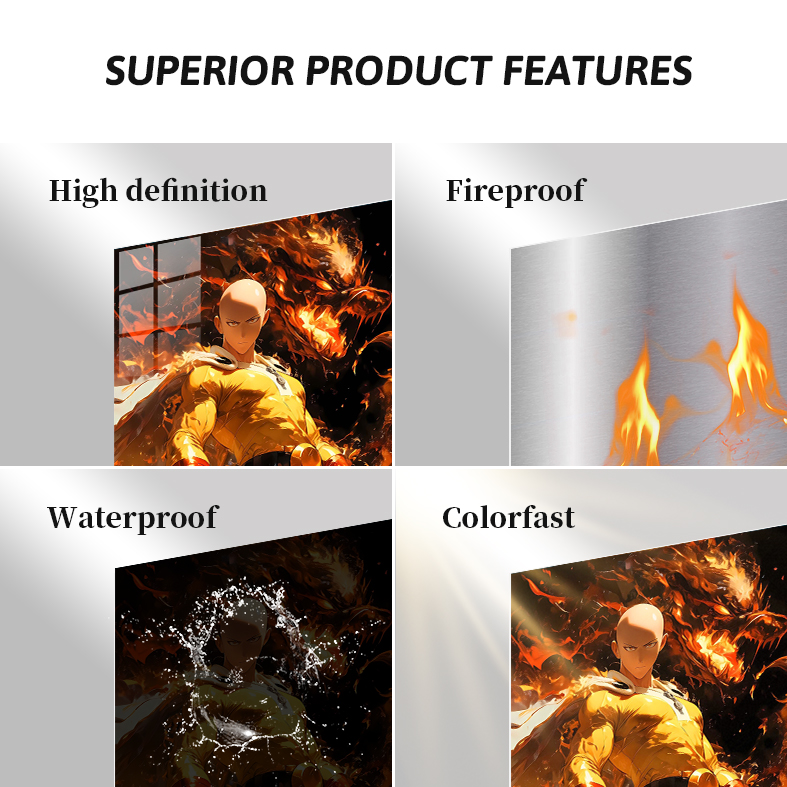 SUPERIOR PRODUCT FEATURES
High definition
Fireproof
Waterproof
Colorfast